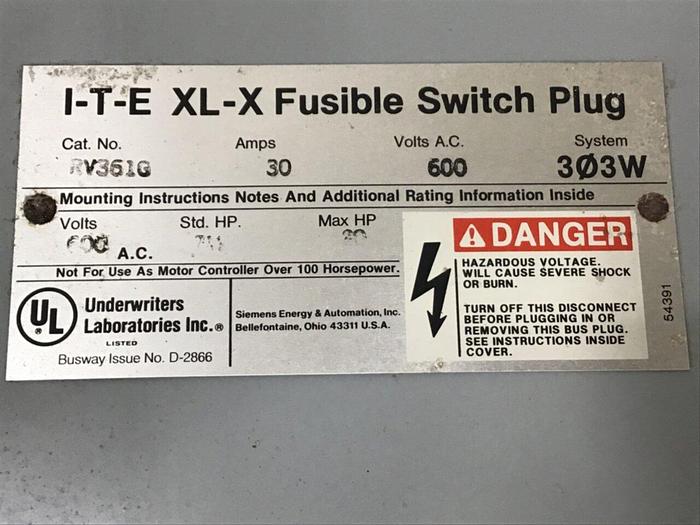 I-T-E XL-X Fusible Switch Plug
Cat. No. Amps Volts A.C. System
RV361G 30 600 3Ø3W
Mounting Instructions Notes And Additional Rating Information Inside
Volts Std. HP. Max HP
600 A.C. 20
Not For Use As Motor Controller Over 100 Horsepower.
UL
®
Underwriters
Laboratories Inc.®
LISTED
Busway Issue No. D-2866
Siemens Energy & Automation, Inc.
Bellefontaine, Ohio 43311 U.S.A.
DANGER
HAZARDOUS VOLTAGE.
WILL CAUSE SEVERE SHOCK
OR BURN.
TURN OFF THIS DISCONNECT
BEFORE PLUGGING IN OR
REMOVING THIS BUS PLUG.
SEE INSTRUCTIONS INSIDE
COVER.
54391